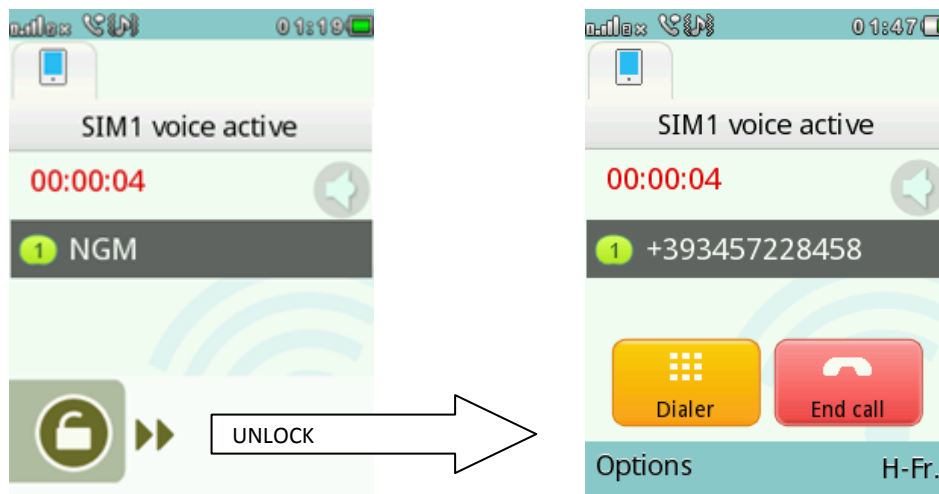 01:19
SIM1 voice active
00:00:04
1 NGM
UNLOCK
01:47
SIM1 voice active
00:00:04
1 +393457228458
Dialer
End call
Options
H-Fr.